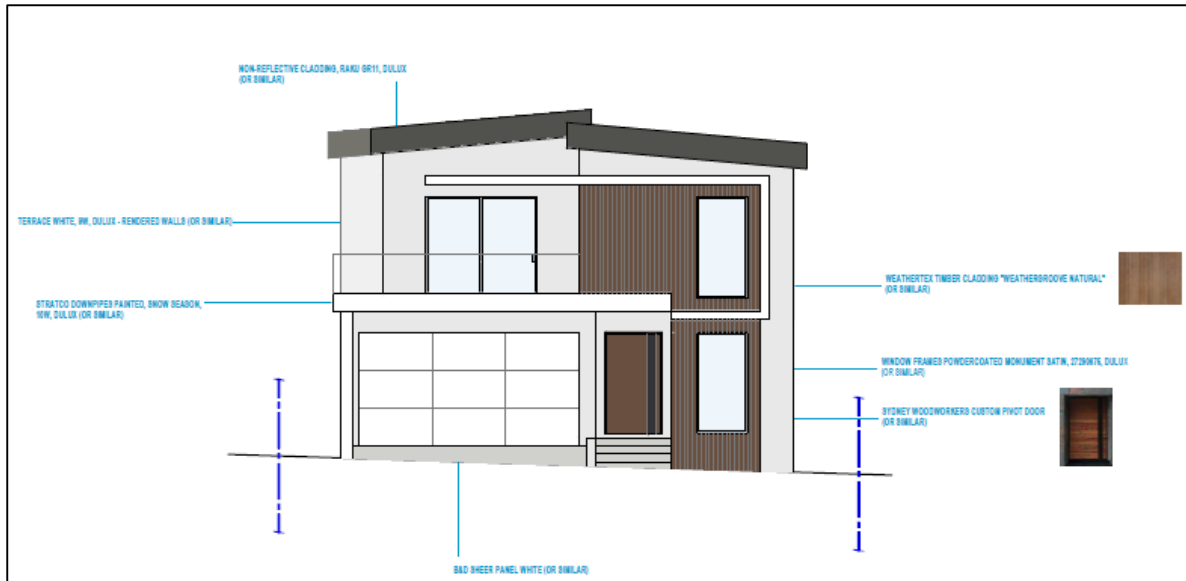 NON-REFLECTIVE CLADDING, RAKU GR11, DULUX
(OR SIMILAR)
TERRACE WHITE, 9W, DULUX - RENDERED WALLS (OR SIMILAR)
STRATCO DOWNPIPES PAINTED, SNOW SEASON,
10W, DULUX (OR SIMILAR)
WEATHERTEX TIMBER CLADDING "WEATHERGROOVE NATURAL"
(OR SIMILAR)
WINDOW FRAMES POWDERCOATED MONUMENT SATIN, DULUX
(OR SIMILAR)
SYDNEY WOODWORKERS CUSTOM PIVOT DOOR
(OR SIMILAR)
B&D SHEER PANEL WHITE (OR SIMILAR)